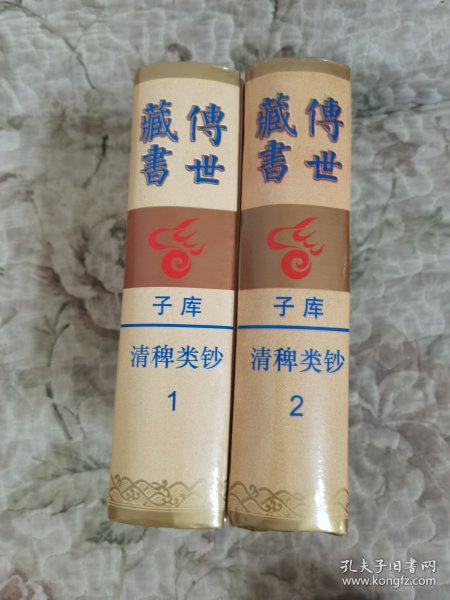 傳世
藏書
子库
清稗类钞
1
傳世
藏書
子库
清稗类钞
2
孔夫子旧书网
www.kongfz.com